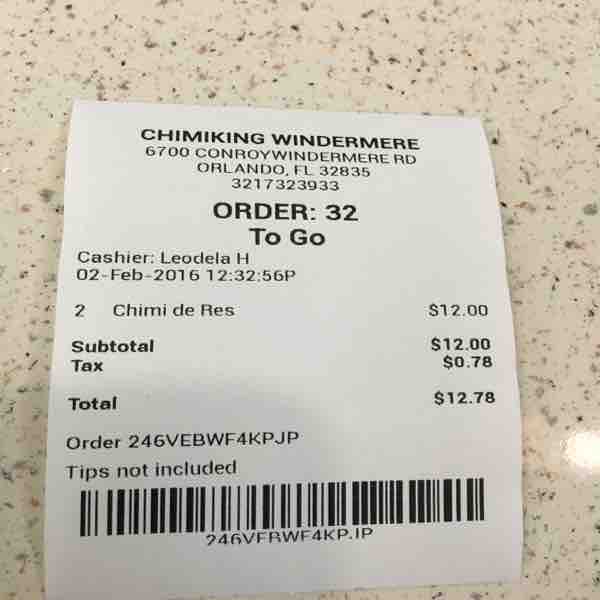 CHIMIKING WINDERMERE
6700 CONROYWINDERMERE RD
ORLANDO, FL 32835
3217323933
ORDER: 32
To Go
Cashier: Leodela H
02-Feb-2016 12:32:56P
2 Chimi de Res $12.00
Subtotal $12.00
Tax $0.78
Total $12.78
Order 246VEBWF4KPJP
Tips not included
246VEBWF4KPJP